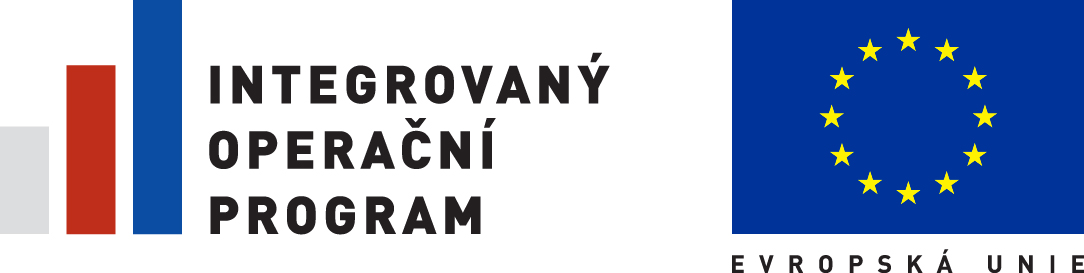 INTEGROVANÝ
OPERAČNÍ
PROGRAM
EVROPSKÁ UNIE